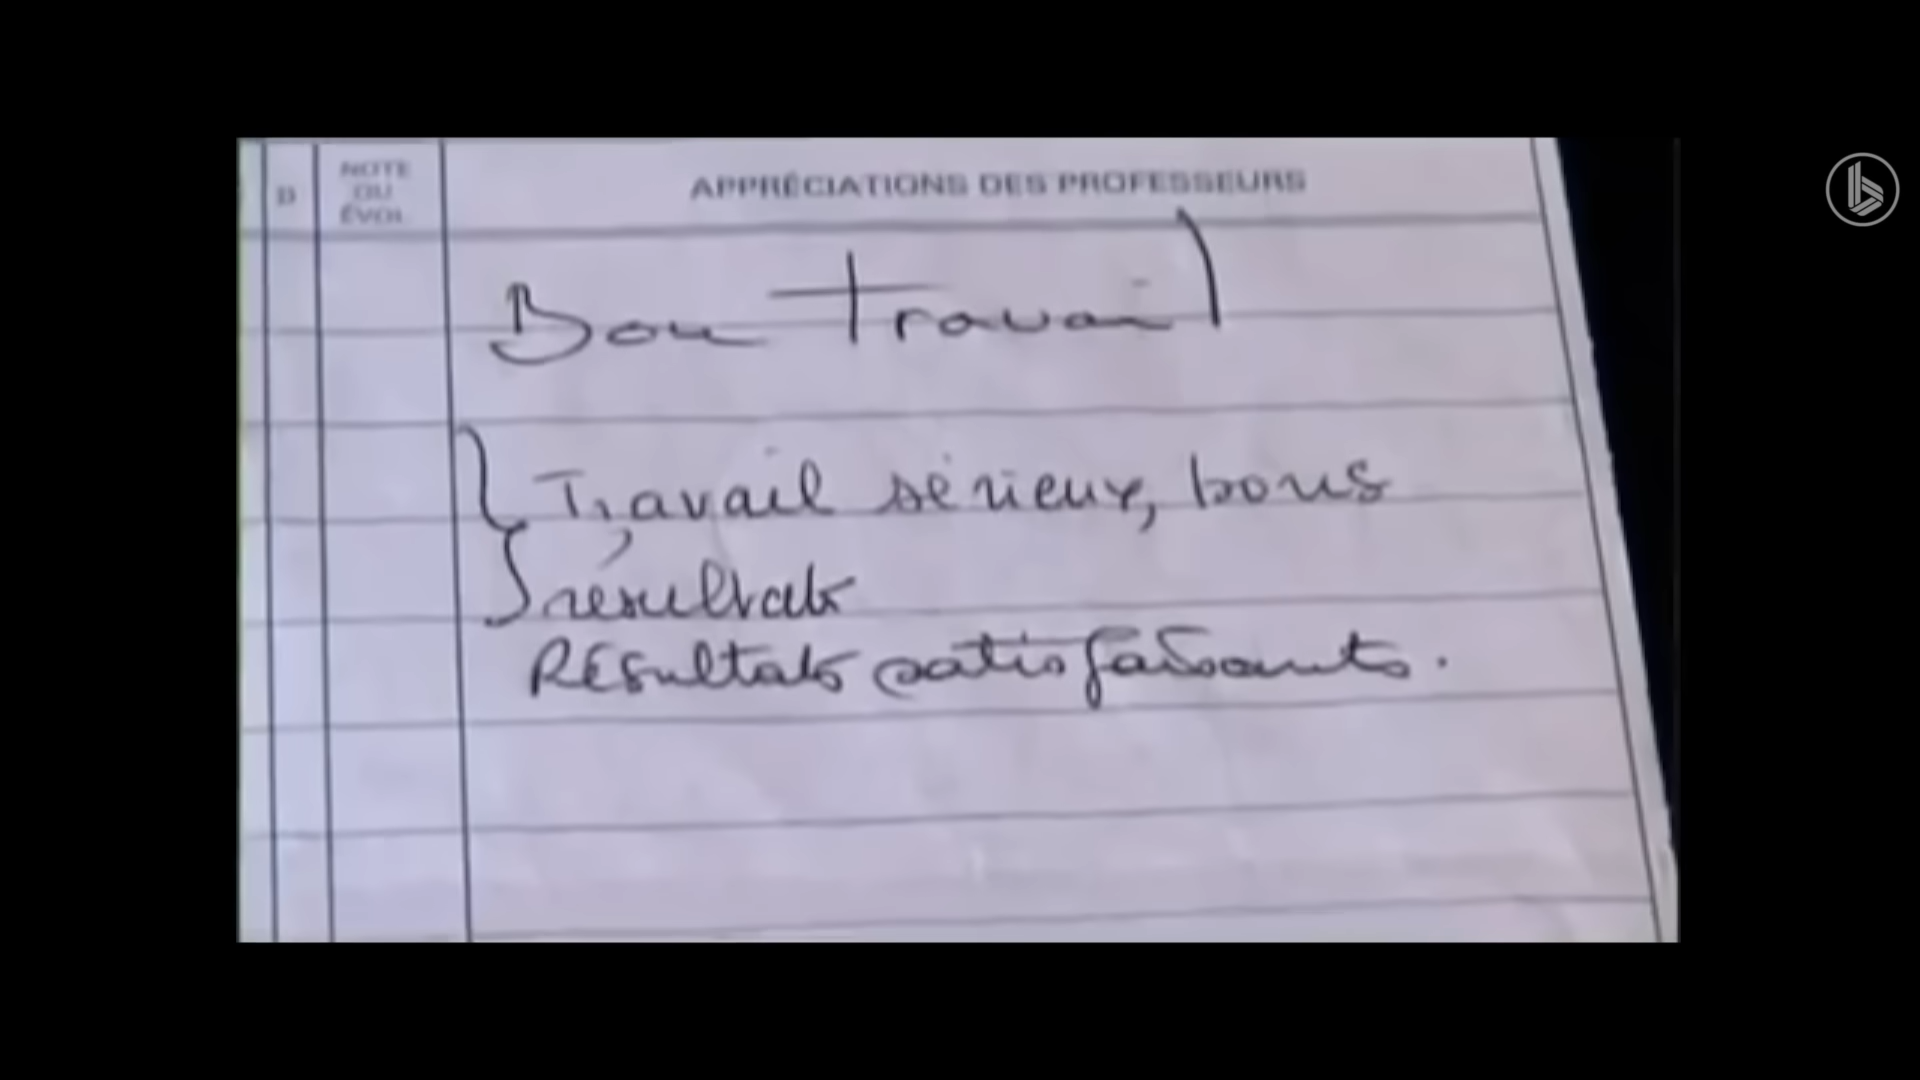 D
NOTE
OU
ÉVOL.
APPRÉCIATIONS DES PROFESSEURS
Bon Travail
Travail sérieux, bons
résultats
Résultats satisfaisants.